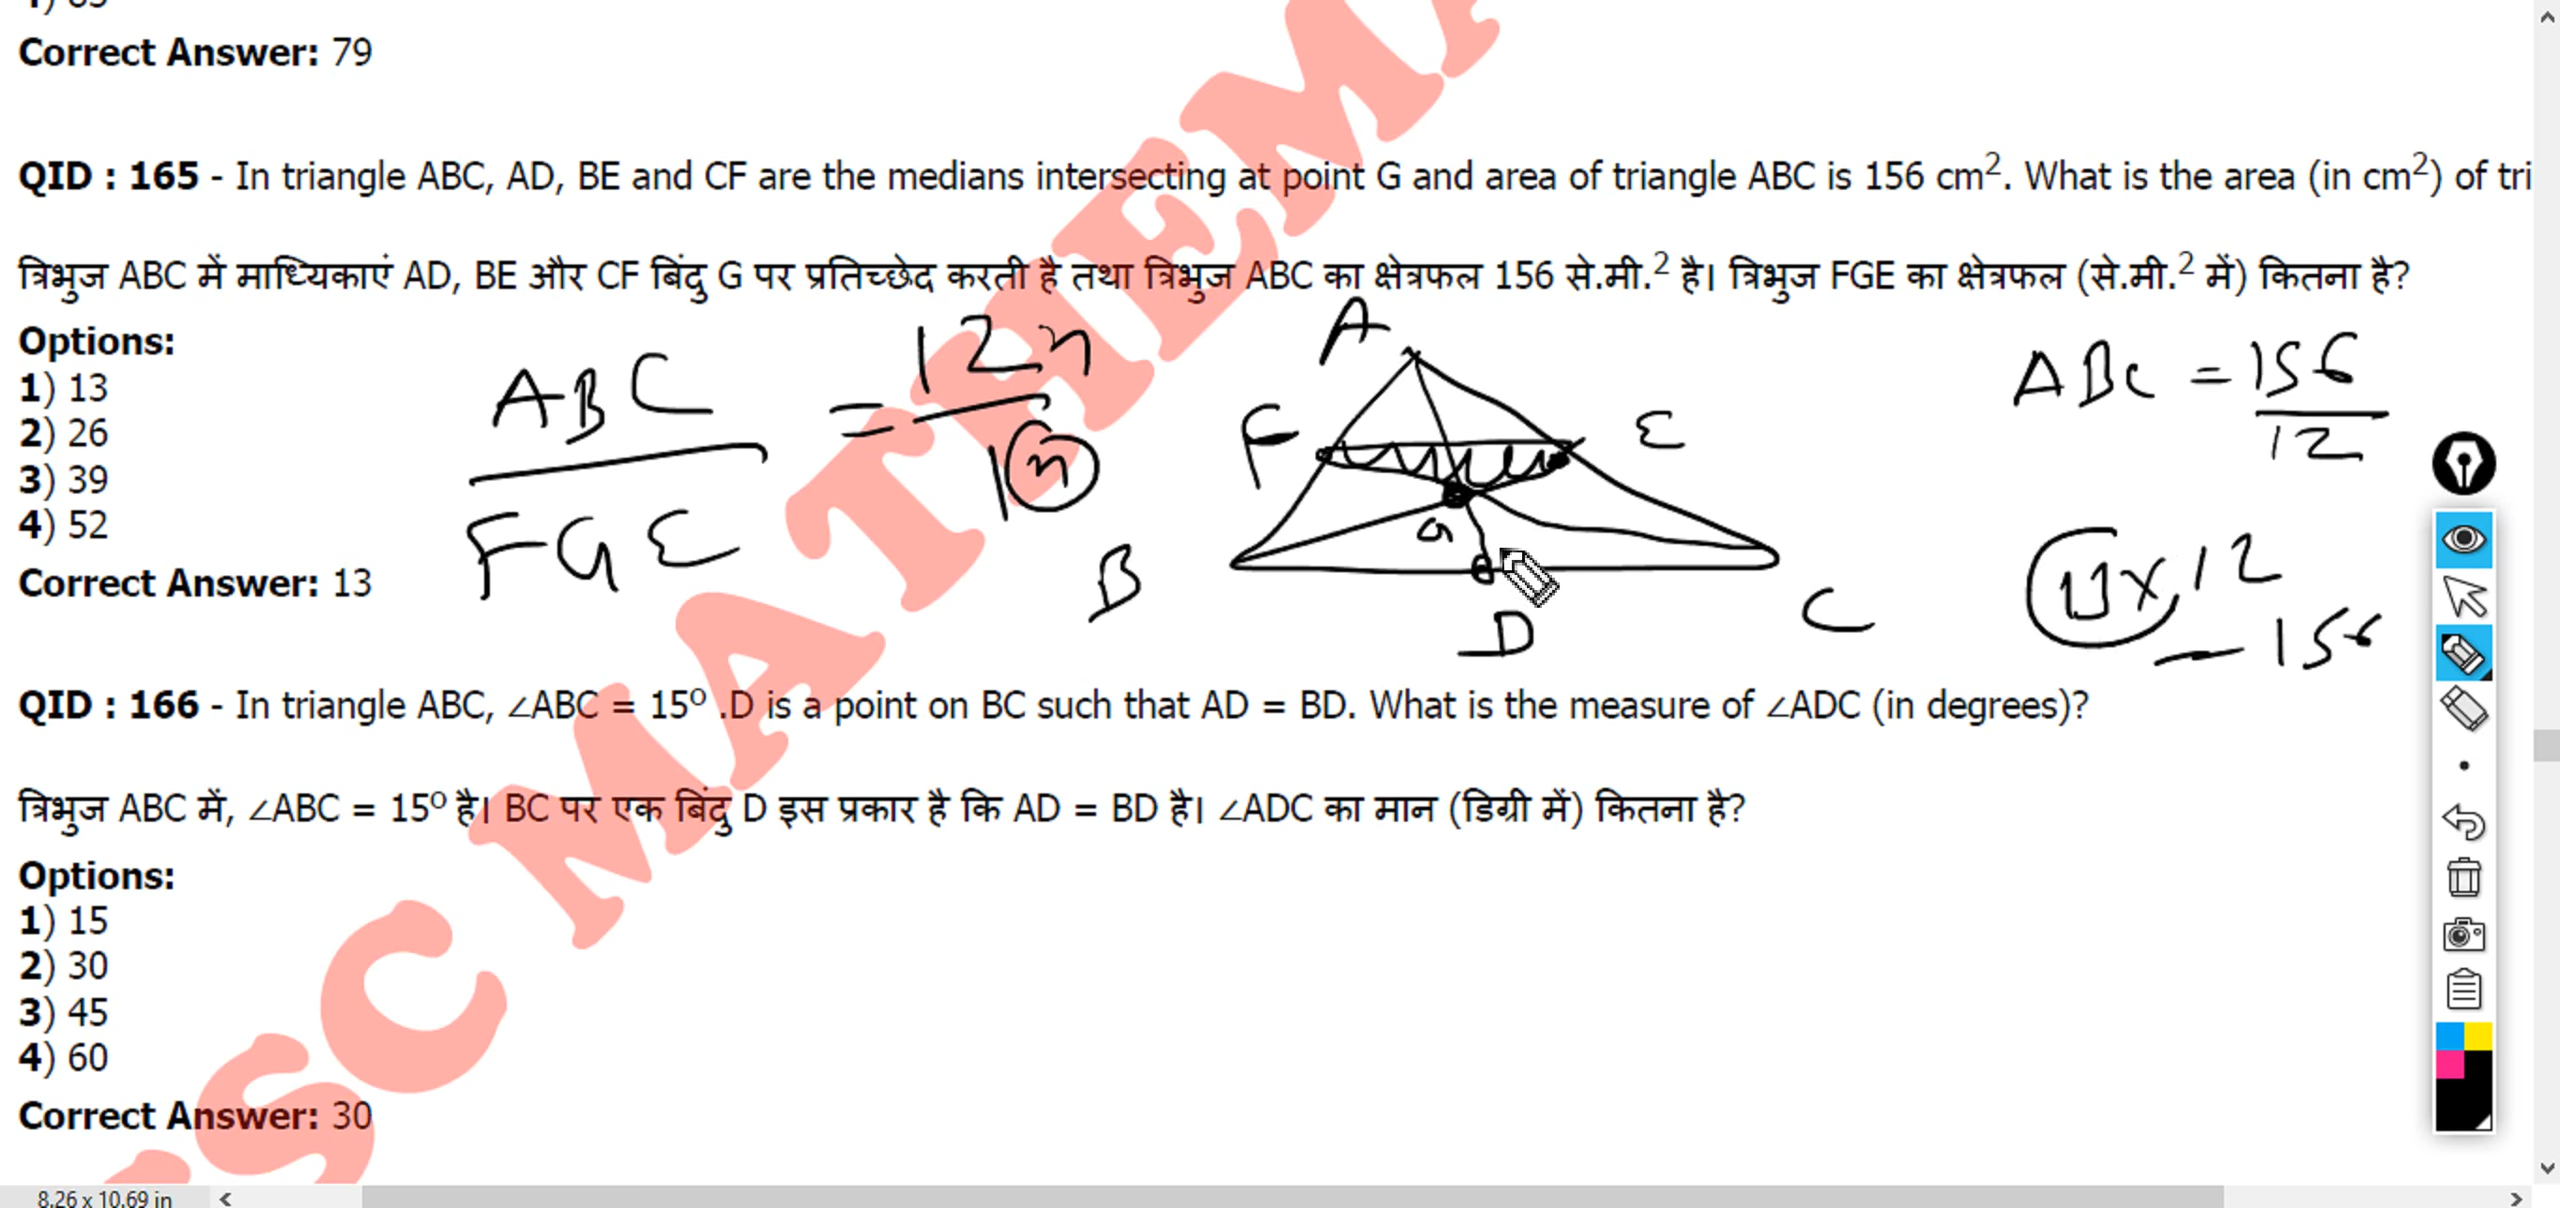 Correct Answer: 79
QID : 165 - In triangle ABC, AD, BE and CF are the medians intersecting at point G and area of triangle ABC is 156 cm². What is the area (in cm²) of tri
त्रिभुज ABC में माध्यिकाएं AD, BE और CF बिंदु G पर प्रतिच्छेद करती है तथा त्रिभुज ABC का क्षेत्रफल 156 से.मी.² है। त्रिभुज FGE का क्षेत्रफल (से.मी.² में) कितना है?
Options:
1) 13
2) 26
3) 39
4) 52
Correct Answer: 13
ABC = 12n
FGE 1n
A
F
E
G
B
D
C
ABC = 156
12
13 x 12
156
QID : 166 - In triangle ABC, ∠ABC = 15° .D is a point on BC such that AD = BD. What is the measure of ∠ADC (in degrees)?
त्रिभुज ABC में, ∠ABC = 15° है। BC पर एक बिंदु D इस प्रकार है कि AD = BD है। ∠ADC का मान (डिग्री में) कितना है?
Options:
1) 15
2) 30
3) 45
4) 60
Correct Answer: 30
8.26 x 10.69 in